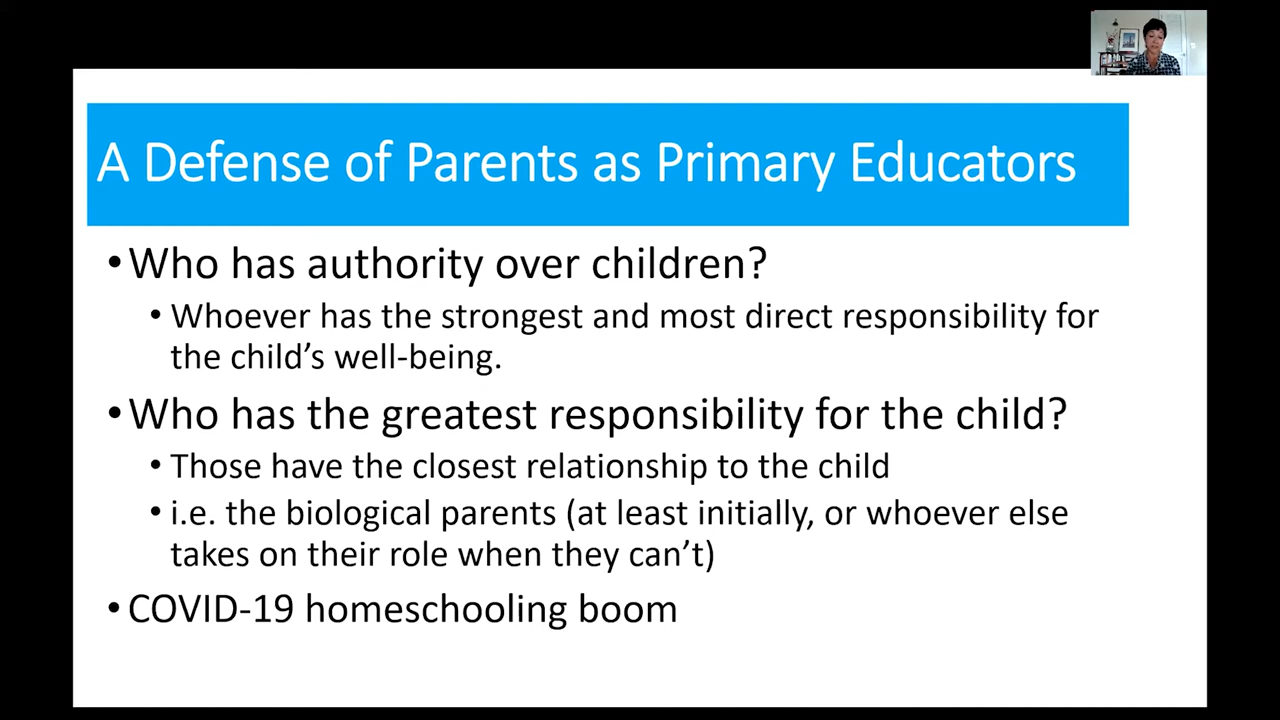 A Defense of Parents as Primary Educators
•Who has authority over children?
• Whoever has the strongest and most direct responsibility for
the child’s well-being.
•Who has the greatest responsibility for the child?
• Those have the closest relationship to the child
• i.e. the biological parents (at least initially, or whoever else
takes on their role when they can’t)
•COVID-19 homeschooling boom